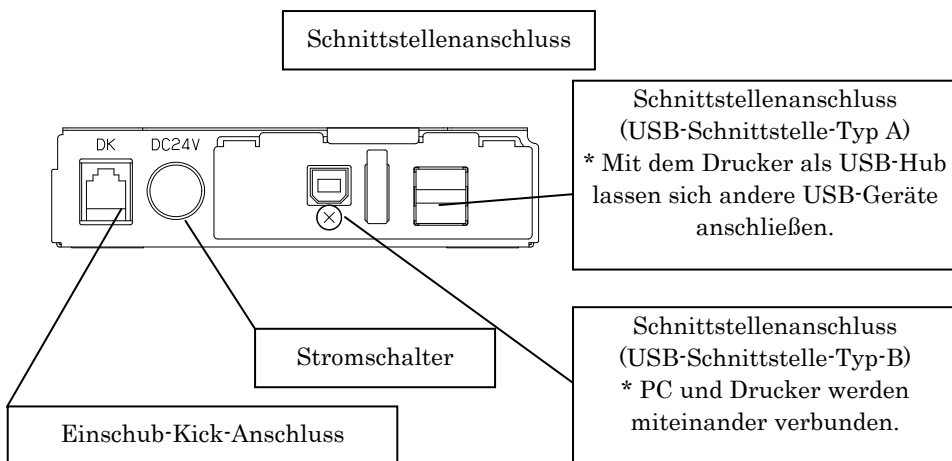 Schnittstellenanschluss
Schnittstellenanschluss
(USB-Schnittstelle-Typ A)
* Mit dem Drucker als USB-Hub
lassen sich andere USB-Geräte
anschließen.
DK
DC24V
Schnittstellenanschluss
(USB-Schnittstelle-Typ-B)
* PC und Drucker werden
miteinander verbunden.
Stromschalter
Einschub-Kick-Anschluss